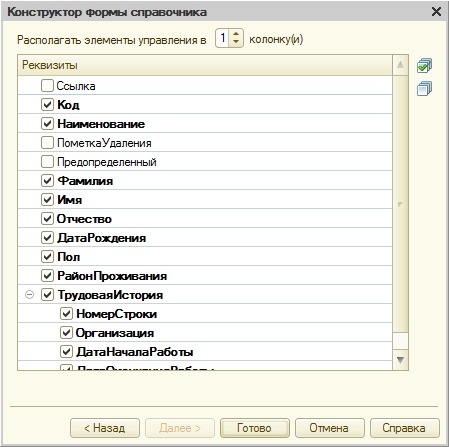 Конструктор формы справочника
Располагать элементы управления в 1 колонку(и)
Реквизиты
Ссылка
Код
Наименование
ПометкаУдаления
Предопределенный
Фамилия
Имя
Отчество
ДатаРождения
Пол
РайонПроживания
ТрудоваяИстория
НомерСтроки
Организация
ДатаНачалаРаботы
ДатаОкончанияРаботы
< Назад Далее > Готово Отмена Справка